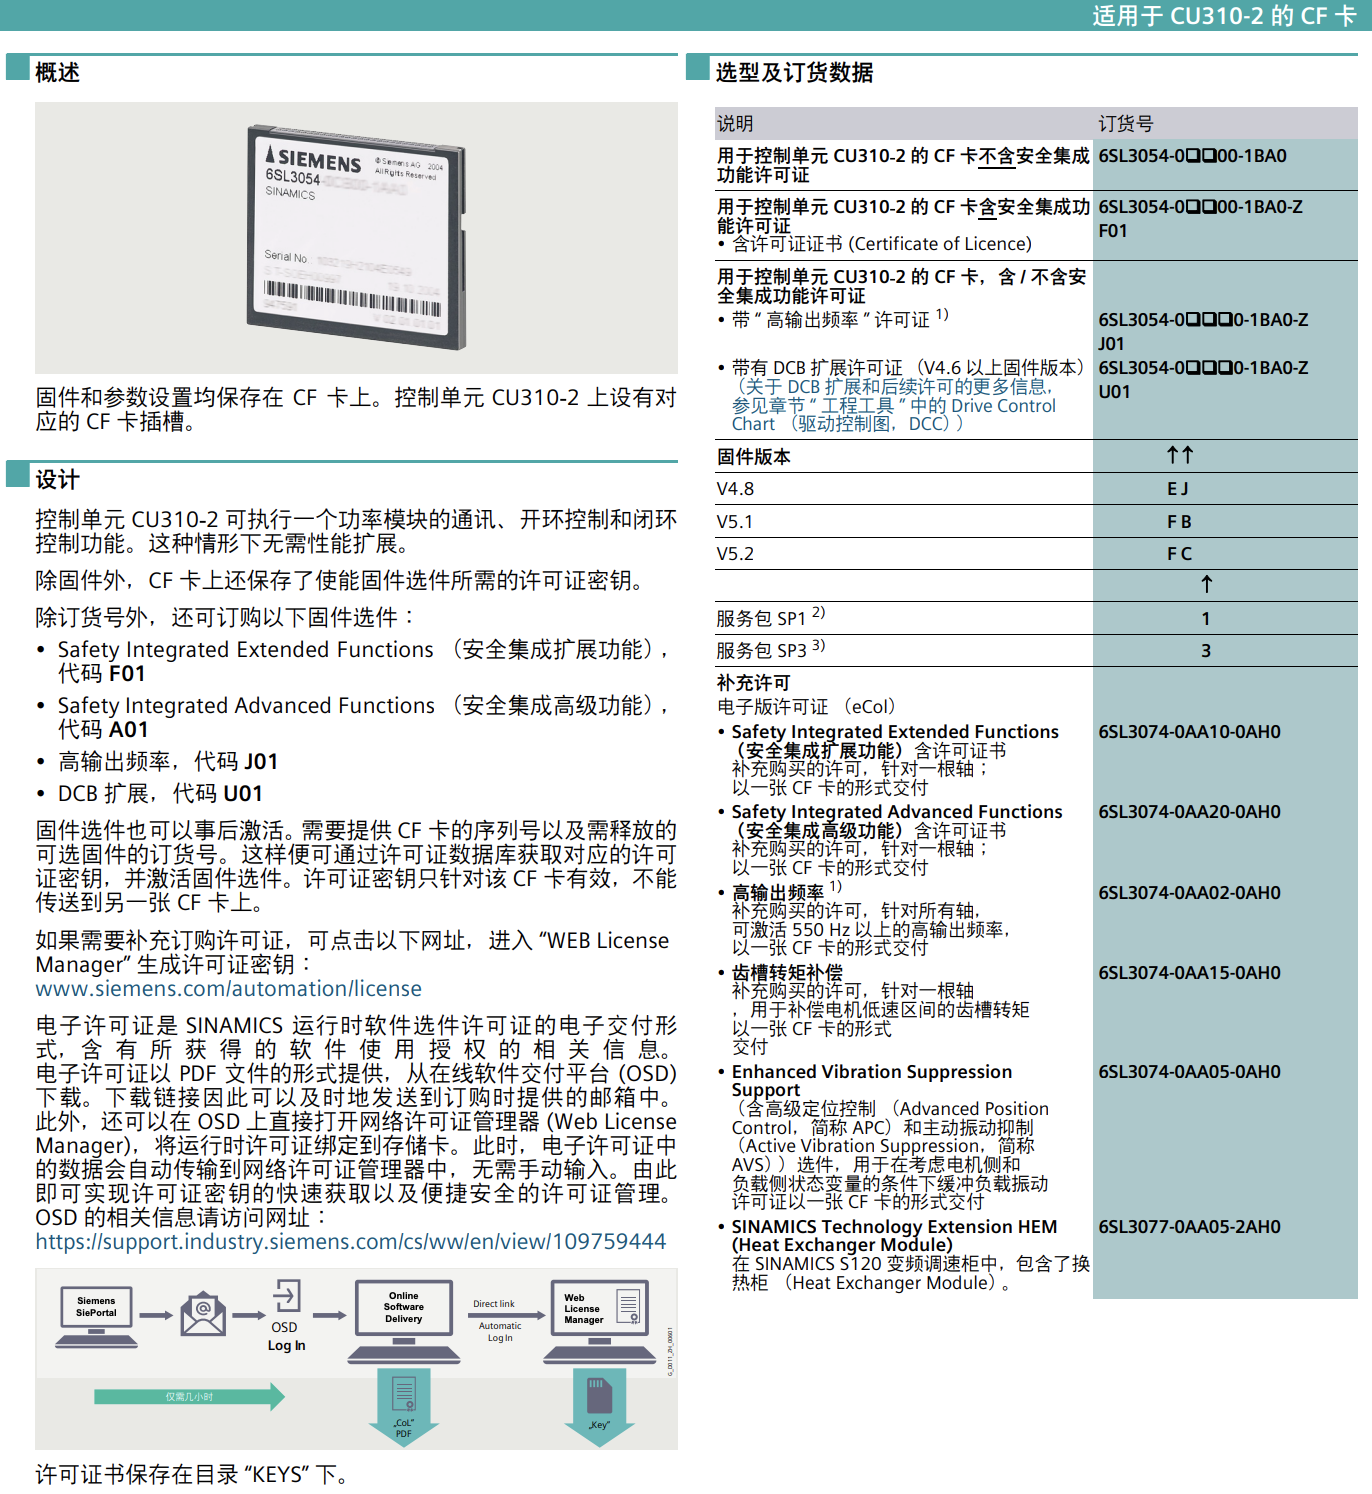 适用于 CU310-2 的 CF 卡
概述
SIEMENS
© Siemens AG 2004
All Rights Reserved
6SL3054
SINAMICS
Serial No.
固件和参数设置均保存在 CF 卡上。控制单元 CU310-2 上设有对
应的 CF 卡插槽。
设计
控制单元 CU310-2 可执行一个功率模块的通讯、开环控制和闭环
控制功能。这种情形下无需性能扩展。
除固件外，CF 卡上还保存了使能固件选件所需的许可证密钥。
除订货号外，还可订购以下固件选件：
• Safety Integrated Extended Functions （安全集成扩展功能），
代码 F01
• Safety Integrated Advanced Functions （安全集成高级功能），
代码 A01
• 高输出频率，代码 J01
• DCB 扩展，代码 U01
固件选件也可以事后激活。需要提供 CF 卡的序列号以及需释放的
可选固件的订货号。这样便可通过许可证数据库获取对应的许可
证密钥，并激活固件选件。许可证密钥只针对该 CF 卡有效，不能
传送到另一张 CF 卡上。
如果需要补充订购许可证，可点击以下网址，进入 “WEB License
Manager” 生成许可证密钥：
www.siemens.com/automation/license
电子许可证是 SINAMICS 运行时软件选件许可证的电子交付形
式，含有所获得的软件使用授权的相关信息。
电子许可证以 PDF 文件的形式提供，从在线软件交付平台 (OSD)
下载。下载链接因此可以及时地发送到订购时提供的邮箱中。
此外，还可以在 OSD 上直接打开网络许可证管理器 (Web License
Manager)，将运行时许可证绑定到存储卡。此时，电子许可证中
的数据会自动传输到网络许可证管理器中，无需手动输入。由此
即可实现许可证密钥的快速获取以及便捷安全的许可证管理。
OSD 的相关信息请访问网址：
https://support.industry.siemens.com/cs/ww/en/view/109759444
Siemens
SiePortal
@
OSD
Log In
Online
Software
Delivery
Direct link
Automatic
Log In
Web
License
Manager
G_D011_ZH_00601
仅需几小时
„CoL“
PDF
„Key“
许可证书保存在目录 “KEYS” 下。
选型及订货数据
说明 订货号
用于控制单元 CU310-2 的 CF 卡不含安全集成 6SL3054-0❑❑00-1BA0
功能许可证
用于控制单元 CU310-2 的 CF 卡含安全集成功 6SL3054-0❑❑00-1BA0-Z
能许可证 F01
• 含许可证证书 (Certificate of Licence)
用于控制单元 CU310-2 的 CF 卡，含 / 不含安
全集成功能许可证
• 带 “ 高输出频率 ” 许可证 1) 6SL3054-0❑❑❑0-1BA0-Z
J01
• 带有 DCB 扩展许可证 （V4.6 以上固件版本） 6SL3054-0❑❑❑0-1BA0-Z
（关于 DCB 扩展和后续许可的更多信息， U01
参见章节 “ 工程工具 ” 中的 Drive Control
Chart （驱动控制图，DCC））
固件版本 ↑↑
V4.8 E J
V5.1 F B
V5.2 F C
↑
服务包 SP1 2) 1
服务包 SP3 3) 3
补充许可
电子版许可证 （eCol）
• Safety Integrated Extended Functions 6SL3074-0AA10-0AH0
（安全集成扩展功能）含许可证书
补充购买的许可，针对一根轴；
以一张 CF 卡的形式交付
• Safety Integrated Advanced Functions 6SL3074-0AA20-0AH0
（安全集成高级功能）含许可证书
补充购买的许可，针对一根轴；
以一张 CF 卡的形式交付
• 高输出频率 1) 6SL3074-0AA02-0AH0
补充购买的许可，针对所有轴，
可激活 550 Hz 以上的高输出频率，
以一张 CF 卡的形式交付
• 齿槽转矩补偿 6SL3074-0AA15-0AH0
补充购买的许可，针对一根轴
，用于补偿电机低速区间的齿槽转矩
以一张 CF 卡的形式
交付
• Enhanced Vibration Suppression 6SL3074-0AA05-0AH0
Support
（含高级定位控制 （Advanced Position
Control，简称 APC）和主动振动抑制
（Active Vibration Suppression，简称
AVS））选件，用于在考虑电机侧和
负载侧状态变量的条件下缓冲负载振动
许可证以一张 CF 卡的形式交付
• SINAMICS Technology Extension HEM 6SL3077-0AA05-2AH0
(Heat Exchanger Module)
在 SINAMICS S120 变频调速柜中，包含了换
热柜 （Heat Exchanger Module）。